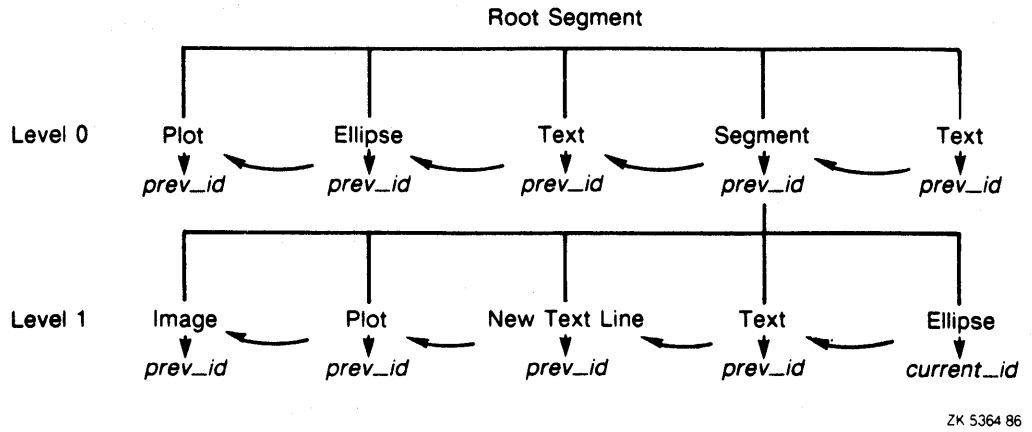 Root Segment
Level 0 Plot Ellipse Text Segment Text
prev_id prev_id prev_id prev_id prev_id
Level 1 Image Plot New Text Line Text Ellipse
prev_id prev_id prev_id prev_id current_id
ZK 5364 86